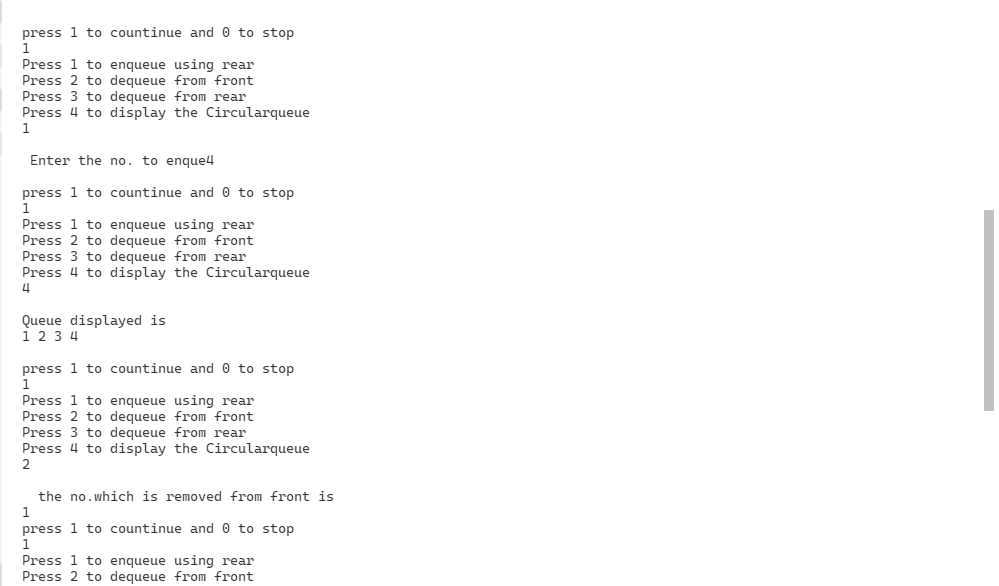 press 1 to countinue and 0 to stop
1
Press 1 to enqueue using rear
Press 2 to dequeue from front
Press 3 to dequeue from rear
Press 4 to display the Circularqueue
1
Enter the no. to enque4
press 1 to countinue and 0 to stop
1
Press 1 to enqueue using rear
Press 2 to dequeue from front
Press 3 to dequeue from rear
Press 4 to display the Circularqueue
4
Queue displayed is
1 2 3 4
press 1 to countinue and 0 to stop
1
Press 1 to enqueue using rear
Press 2 to dequeue from front
Press 3 to dequeue from rear
Press 4 to display the Circularqueue
2
the no.which is removed from front is
1
press 1 to countinue and 0 to stop
1
Press 1 to enqueue using rear
Press 2 to dequeue from front